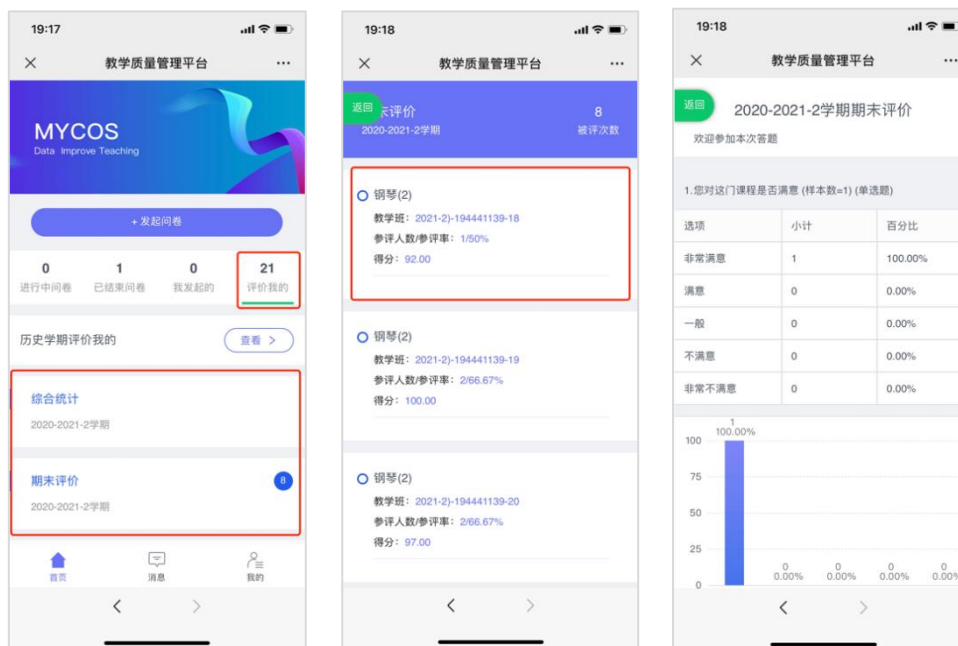 19:17
教学质量管理平台
MYCOS
Data Improve Teaching
+发起问卷
0 1 0 21
进行中问卷 已结束问卷 我发起的 评价我的
历史学期评价我的 查看 >
综合统计
2020-2021-2学期
期末评价 8
2020-2021-2学期
首页 消息 我的
19:18
教学质量管理平台
返回
末评价 8
2020-2021-2学期 被评次数
钢琴(2)
教学班: 2021-2)-194441139-18
参评人数/参评率: 1/50%
得分: 92.00
钢琴(2)
教学班: 2021-2)-194441139-19
参评人数/参评率: 2/66.67%
得分: 100.00
钢琴(2)
教学班: 2021-2)-194441139-20
参评人数/参评率: 2/66.67%
得分: 97.00
19:18
教学质量管理平台
返回
2020-2021-2学期期末评价
欢迎参加本次答题
1.您对这门课程是否满意 (样本数=1) (单选题)
选项 小计 百分比
非常满意 1 100.00%
满意 0 0.00%
一般 0 0.00%
不满意 0 0.00%
非常不满意 0 0.00%
1
100.00%
100
75
50
25
0
0 0 0 0
0.00% 0.00% 0.00% 0.00%